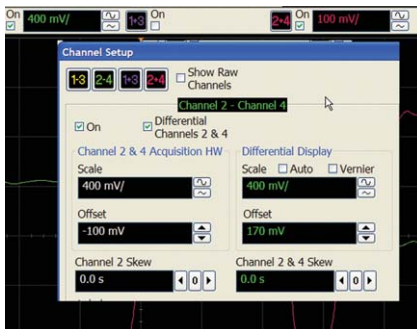 On 400 mV/ 1+3 On 2+4 On 100 mV/
Channel Setup
1-3 2-4 1+3 2+4 Show Raw Channels
Channel 2 - Channel 4
On Differential Channels 2 & 4
Channel 2 & 4 Acquisition HW
Scale
400 mV/
Offset
-100 mV
Differential Display
Scale Auto Vernier
400 mV/
Offset
170 mV
Channel 2 Skew
0.0 s 0
Channel 2 & 4 Skew
0.0 s 0